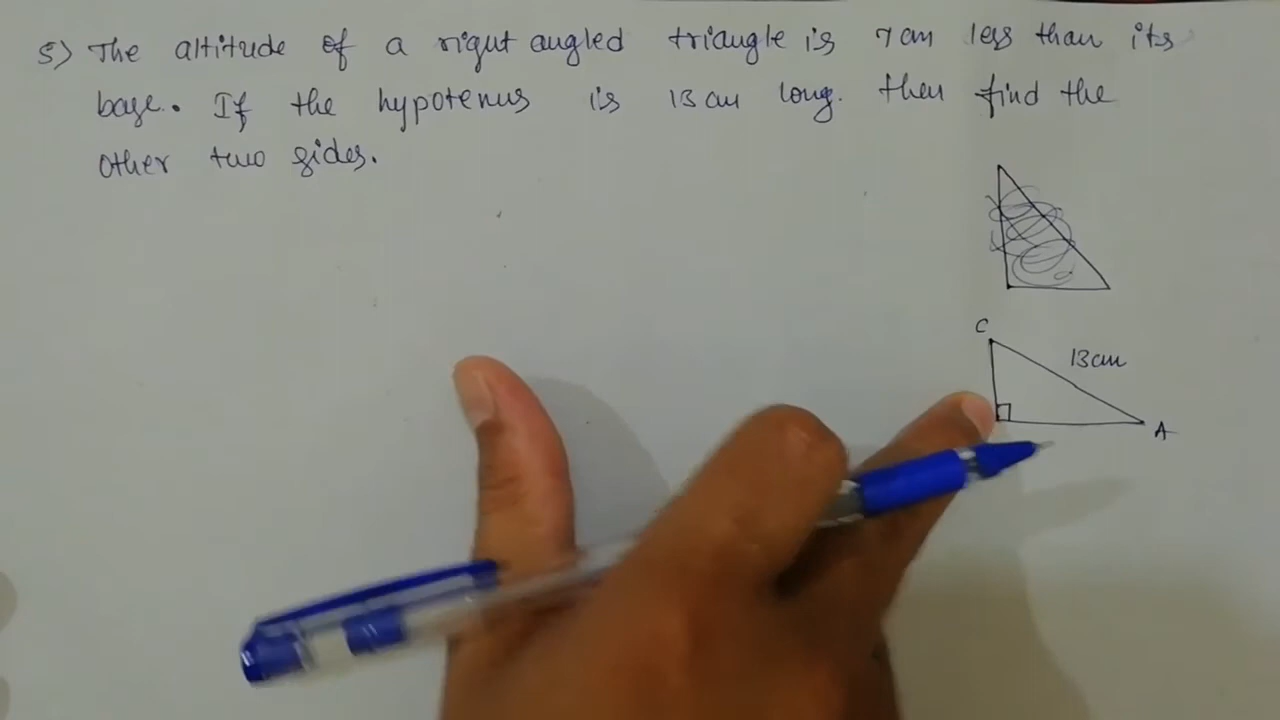 5) The altitude of a right angled triangle is 7cm less than its
base. If the hypotenus is 13cm long. then find the
other two sides.
C
13cm
A